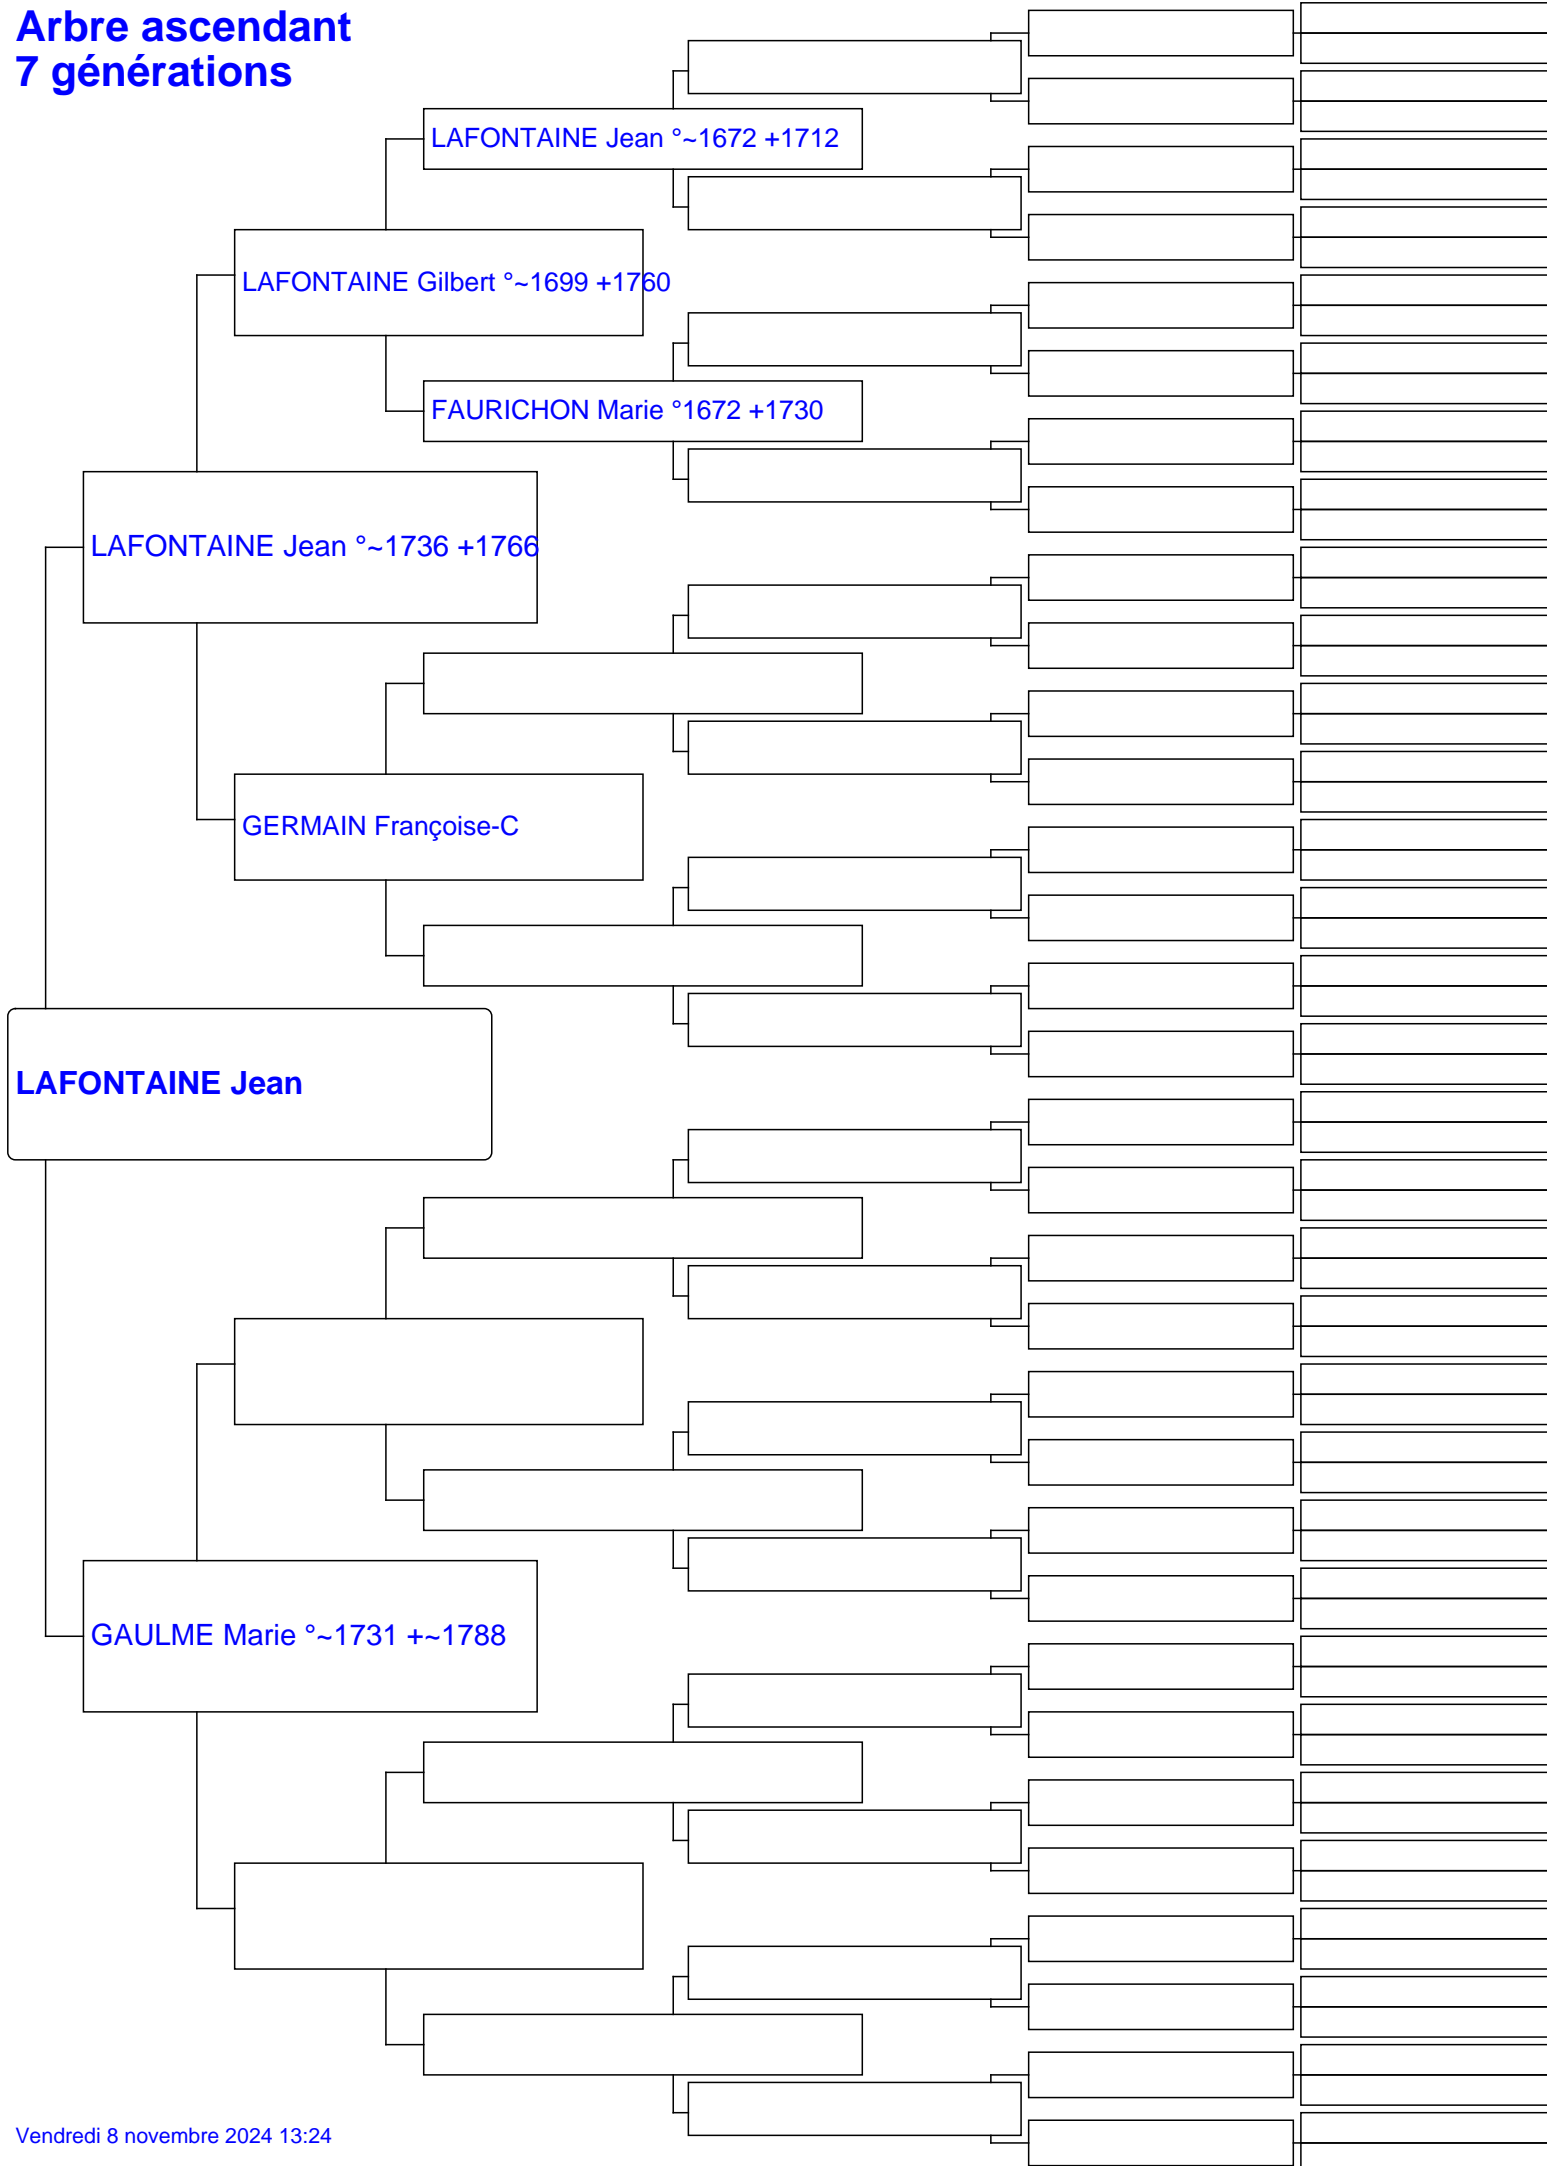 Arbre ascendant
7 générations
LAFONTAINE Jean °~1672 +1712
LAFONTAINE Gilbert °~1699 +1760
FAURICHON Marie °1672 +1730
LAFONTAINE Jean °~1736 +1766
GERMAIN Françoise-C
LAFONTAINE Jean
GAULME Marie °~1731 +~1788
Vendredi 8 novembre 2024 13:24